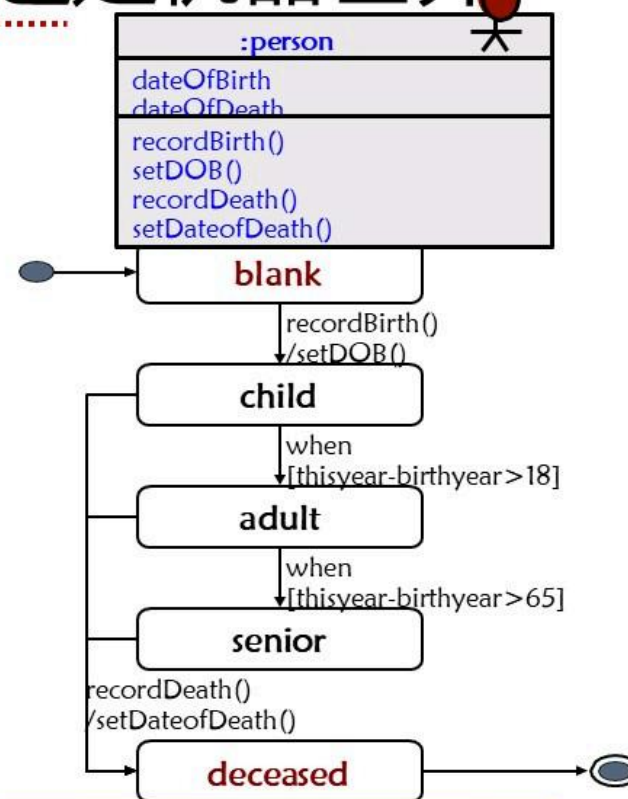 :person
dateOfBirth
dateOfDeath
recordBirth()
setDOB()
recordDeath()
setDateofDeath()
blank
recordBirth()
/setDOB()
child
when
[thisyear-birthyear>18]
adult
when
[thisyear-birthyear>65]
senior
recordDeath()
/setDateofDeath()
deceased